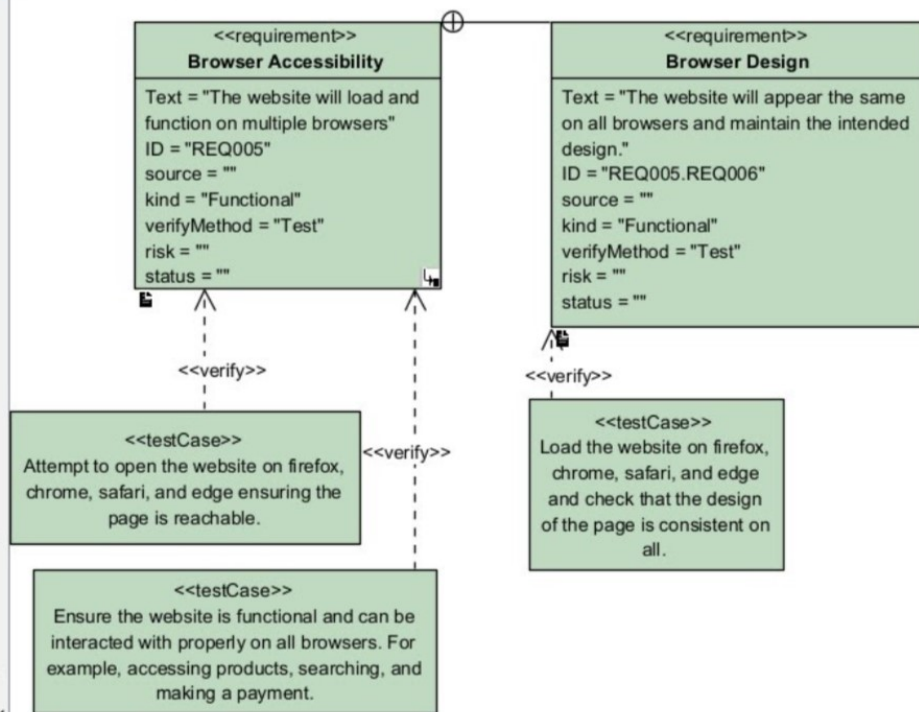 <<requirement>>
Browser Accessibility
Text = "The website will load and
function on multiple browsers"
ID = "REQ005"
source = ""
kind = "Functional"
verifyMethod = "Test"
risk = ""
status = ""
<<requirement>>
Browser Design
Text = "The website will appear the same
on all browsers and maintain the intended
design."
ID = "REQ005.REQ006"
source = ""
kind = "Functional"
verifyMethod = "Test"
risk = ""
status = ""
<<verify>>
<<verify>>
<<verify>>
<<testCase>>
Attempt to open the website on firefox,
chrome, safari, and edge ensuring the
page is reachable.
<<testCase>>
Load the website on firefox,
chrome, safari, and edge
and check that the design
of the page is consistent on
all.
<<testCase>>
Ensure the website is functional and can be
interacted with properly on all browsers. For
example, accessing products, searching, and
making a payment.